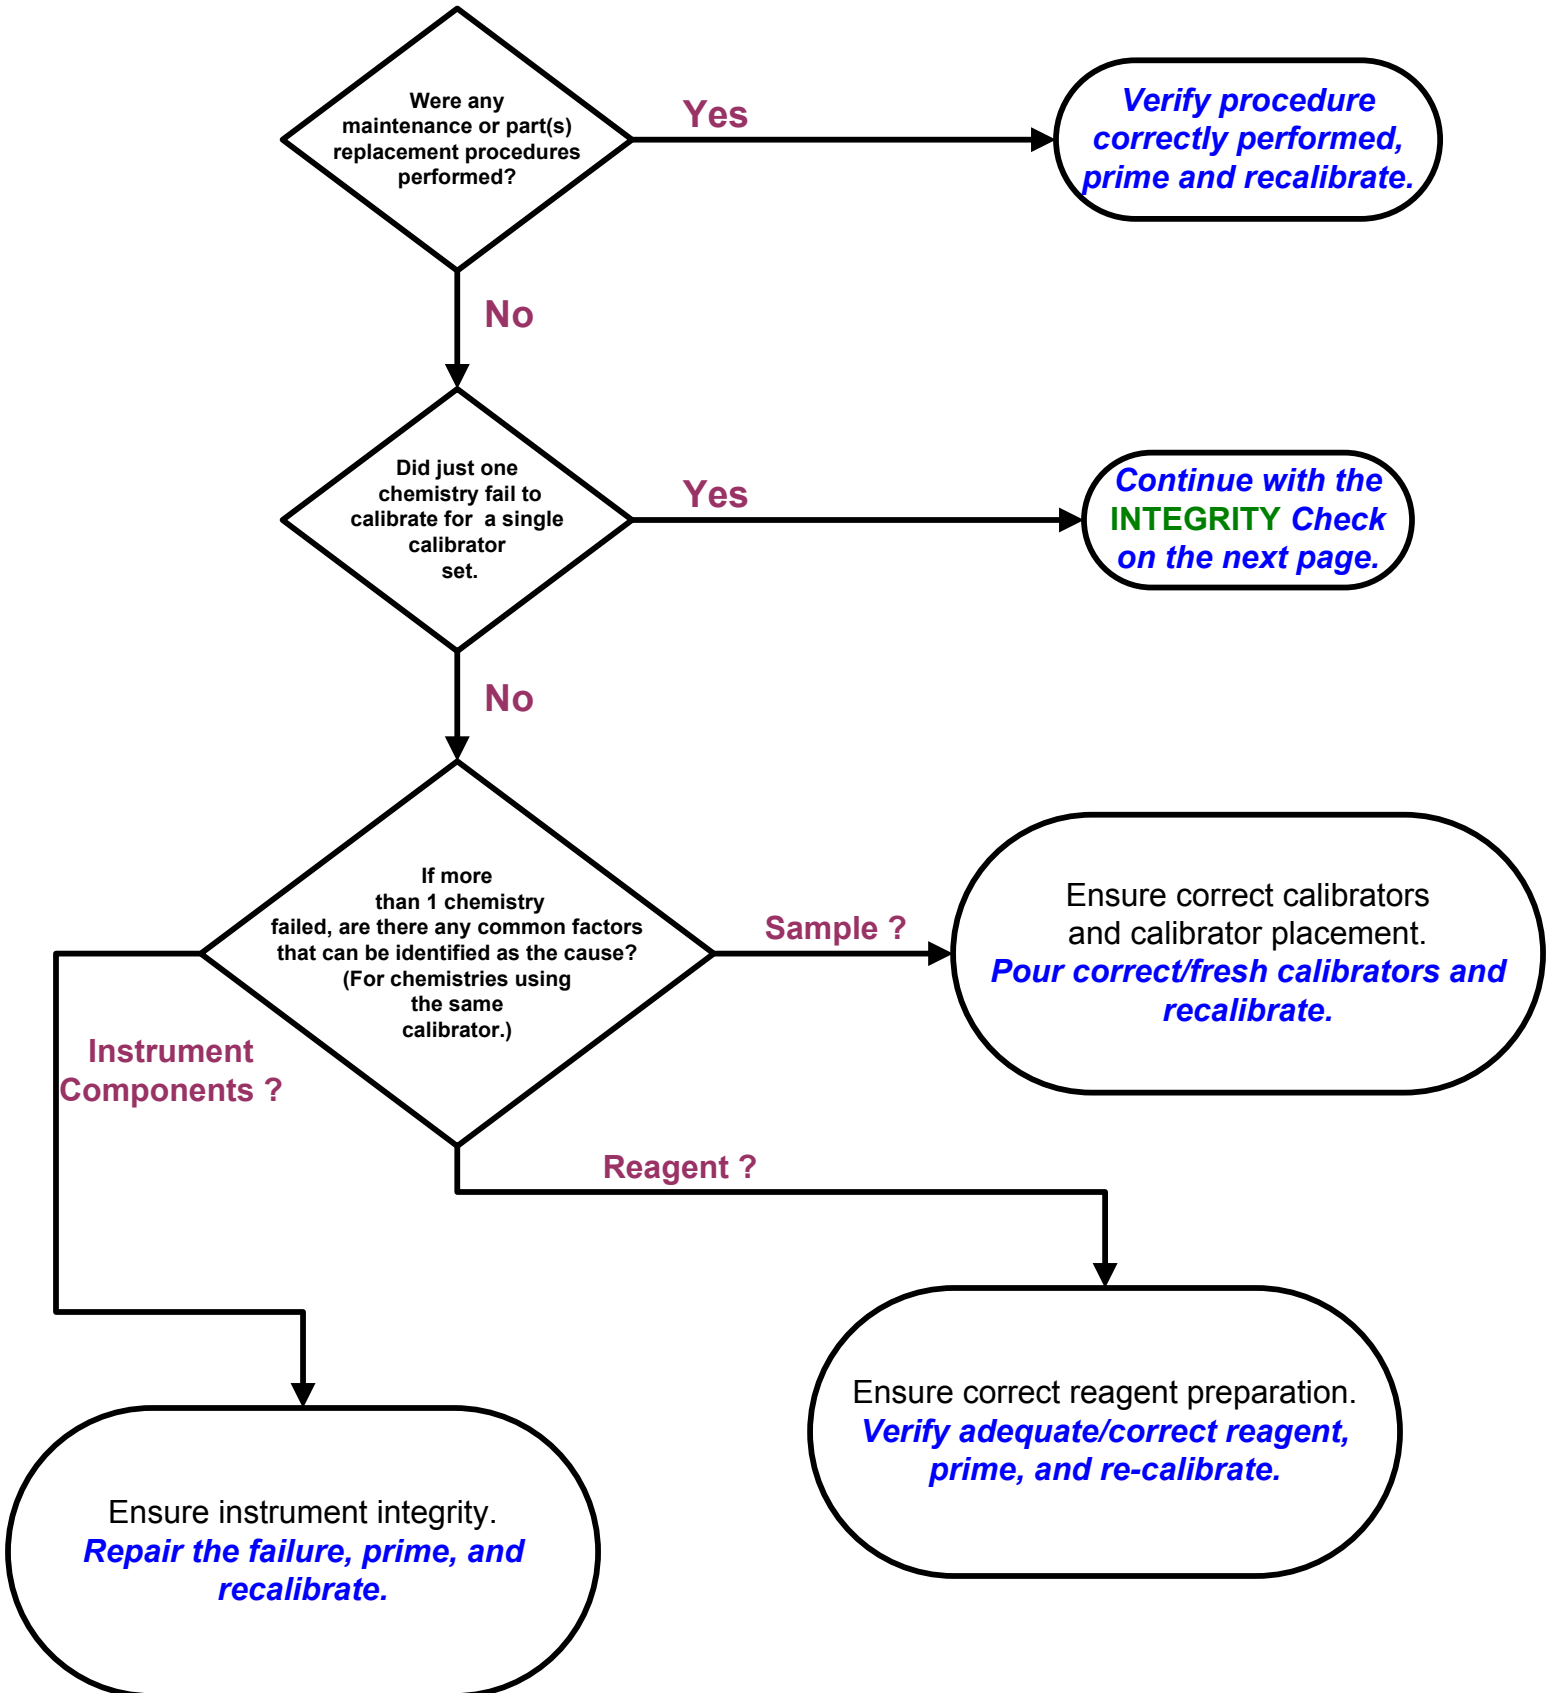 Were any
maintenance or part(s)
replacement procedures
performed?
Yes
Verify procedure
correctly performed,
prime and recalibrate.
No
Did just one
chemistry fail to
calibrate for a single
calibrator
set.
Yes
Continue with the
INTEGRITY Check
on the next page.
No
If more
than 1 chemistry
failed, are there any common factors
that can be identified as the cause?
(For chemistries using
the same
calibrator.)
Sample ?
Ensure correct calibrators
and calibrator placement.
Pour correct/fresh calibrators and
recalibrate.
Instrument
Components ?
Reagent ?
Ensure correct reagent preparation.
Verify adequate/correct reagent,
prime, and re-calibrate.
Ensure instrument integrity.
Repair the failure, prime, and
recalibrate.